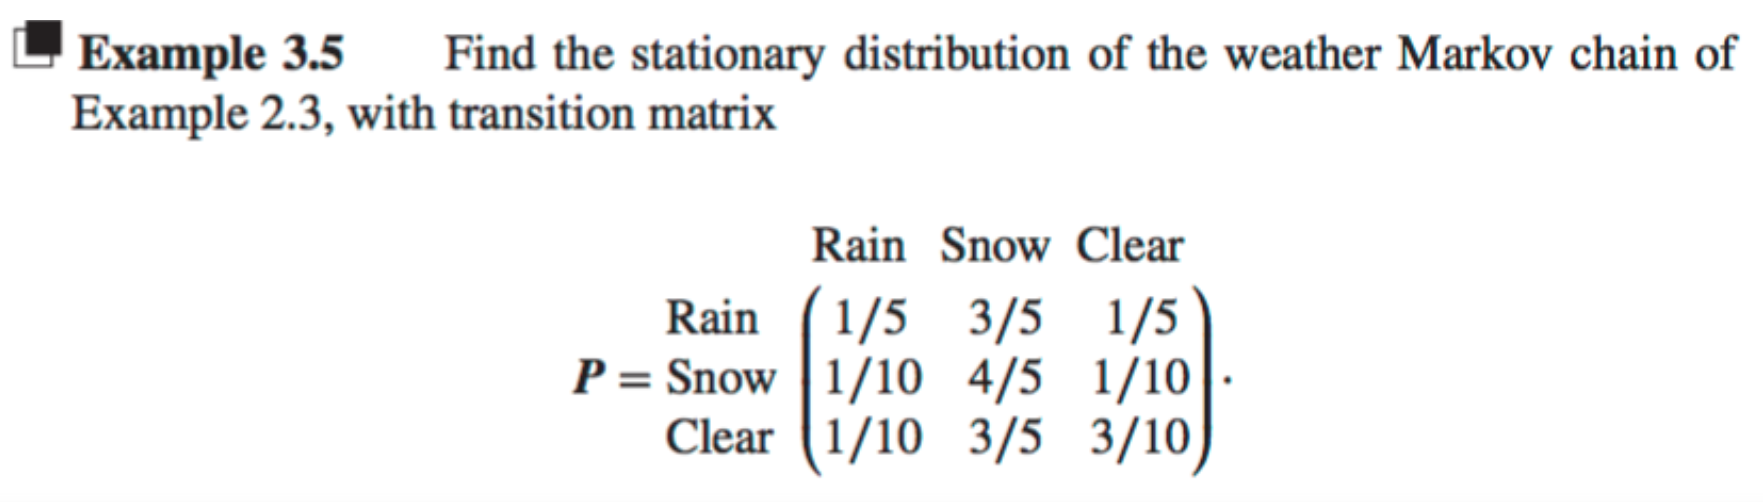 Example 3.5 Find the stationary distribution of the weather Markov chain of
Example 2.3, with transition matrix
Rain Snow Clear
Rain 1/5 3/5 1/5
P = Snow 1/10 4/5 1/10 .
Clear 1/10 3/5 3/10